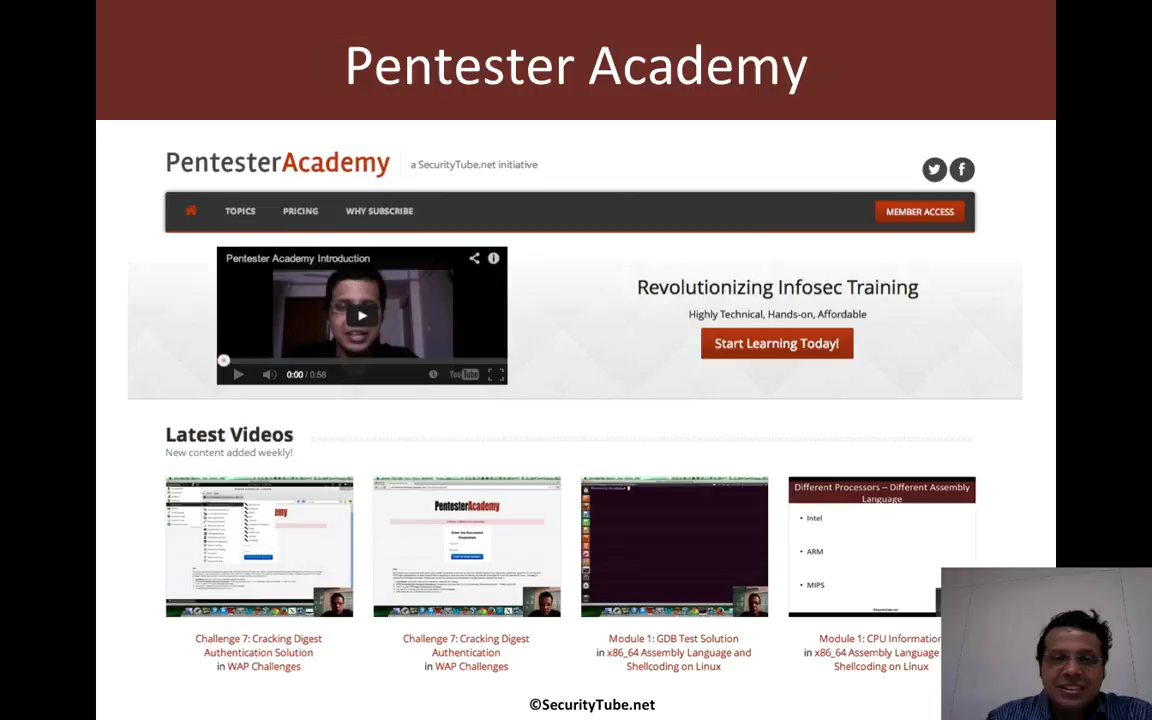 Pentester Academy
PentesterAcademy
a SecurityTube.net initiative
TOPICS
PRICING
WHY SUBSCRIBE
MEMBER ACCESS
Pentester Academy Introduction
0:00 / 0:58
YouTube
Revolutionizing Infosec Training
Highly Technical, Hands-on, Affordable
Start Learning Today!
Latest Videos
New content added weekly!
PentesterAcademy
Different Processors – Different Assembly
Language
• Intel
• ARM
• MIPS
Challenge 7: Cracking Digest
Authentication Solution
in WAP Challenges
Challenge 7: Cracking Digest
Authentication
in WAP Challenges
Module 1: GDB Test Solution
in x86_64 Assembly Language and
Shellcoding on Linux
Module 1: CPU Information
in x86_64 Assembly Language
Shellcoding on Linux
©SecurityTube.net